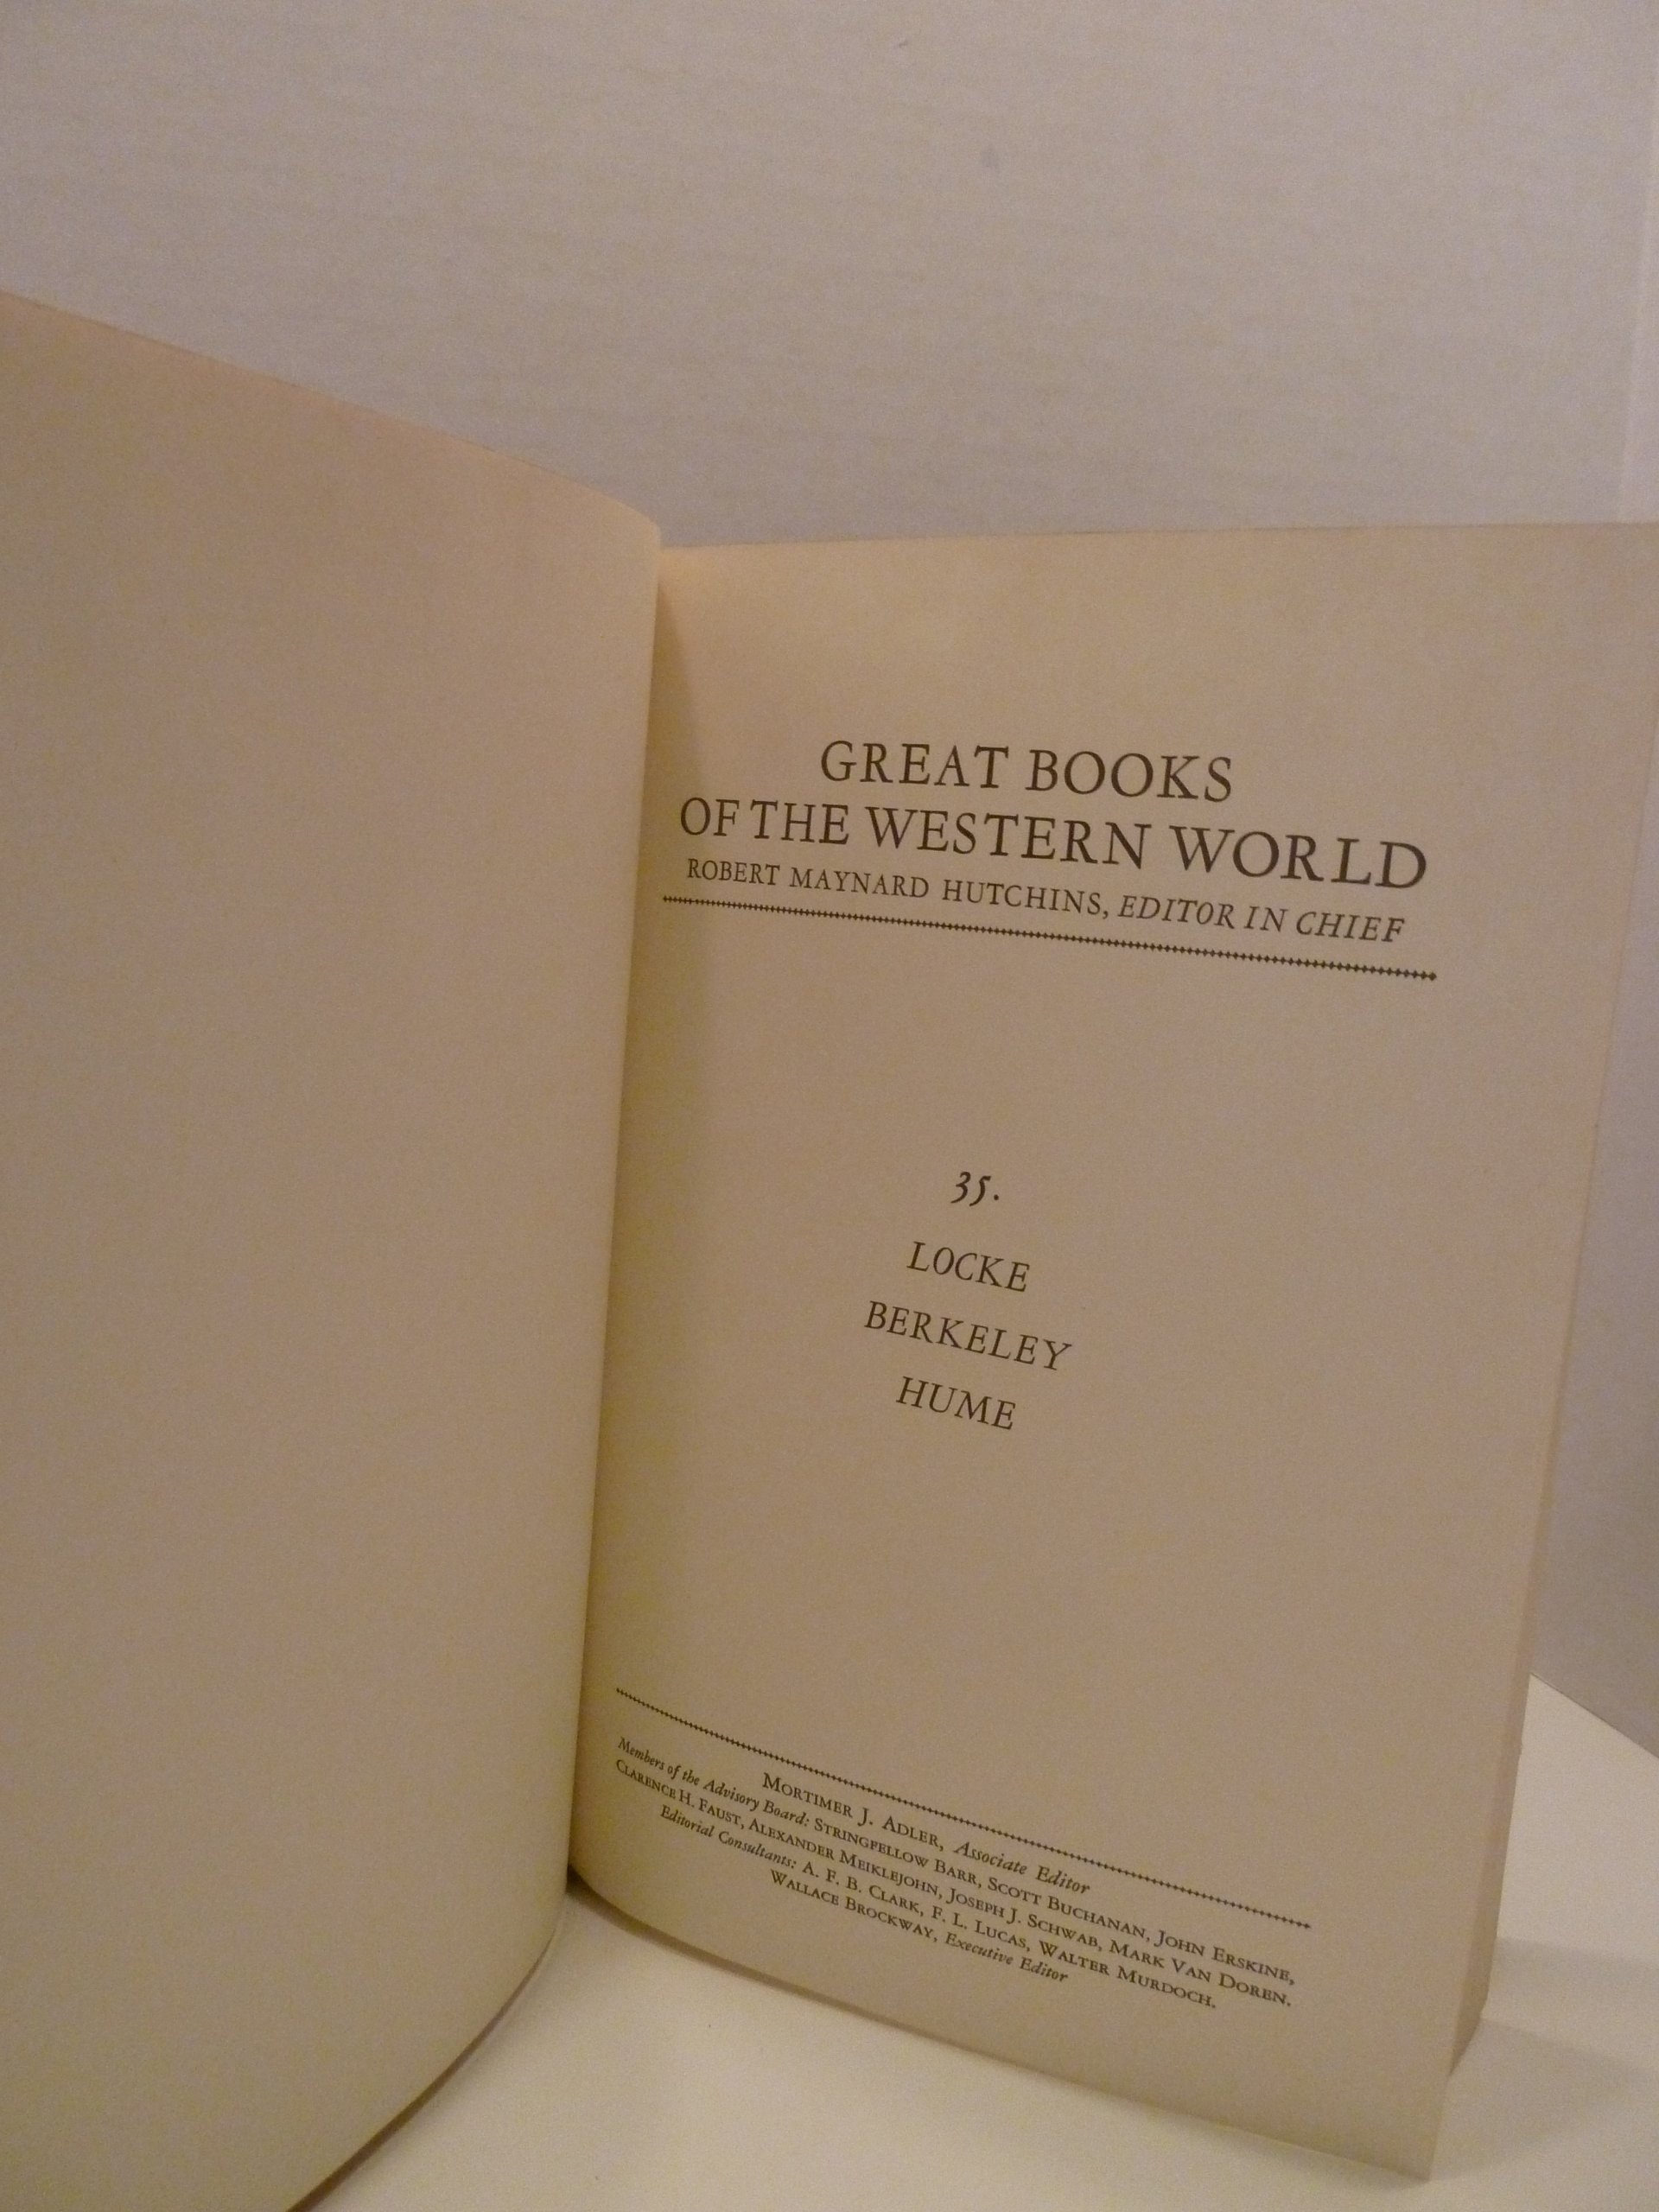 GREAT BOOKS
OF THE WESTERN WORLD
ROBERT MAYNARD HUTCHINS, EDITOR IN CHIEF
35.
LOCKE
BERKELEY
HUME
MORTIMER J. ADLER, Associate Editor
Members of the Advisory Board: STRINGFELLOW BARR, SCOTT BUCHANAN, JOHN ERSKINE,
CLARENCE H. FAUST, ALEXANDER MEIKLEJOHN, JOSEPH J. SCHWAB, MARK VAN DOREN.
Editorial Consultants: A. F. B. CLARK, F. L. LUCAS, WALTER MURDOCH.
WALLACE BROCKWAY, Executive Editor